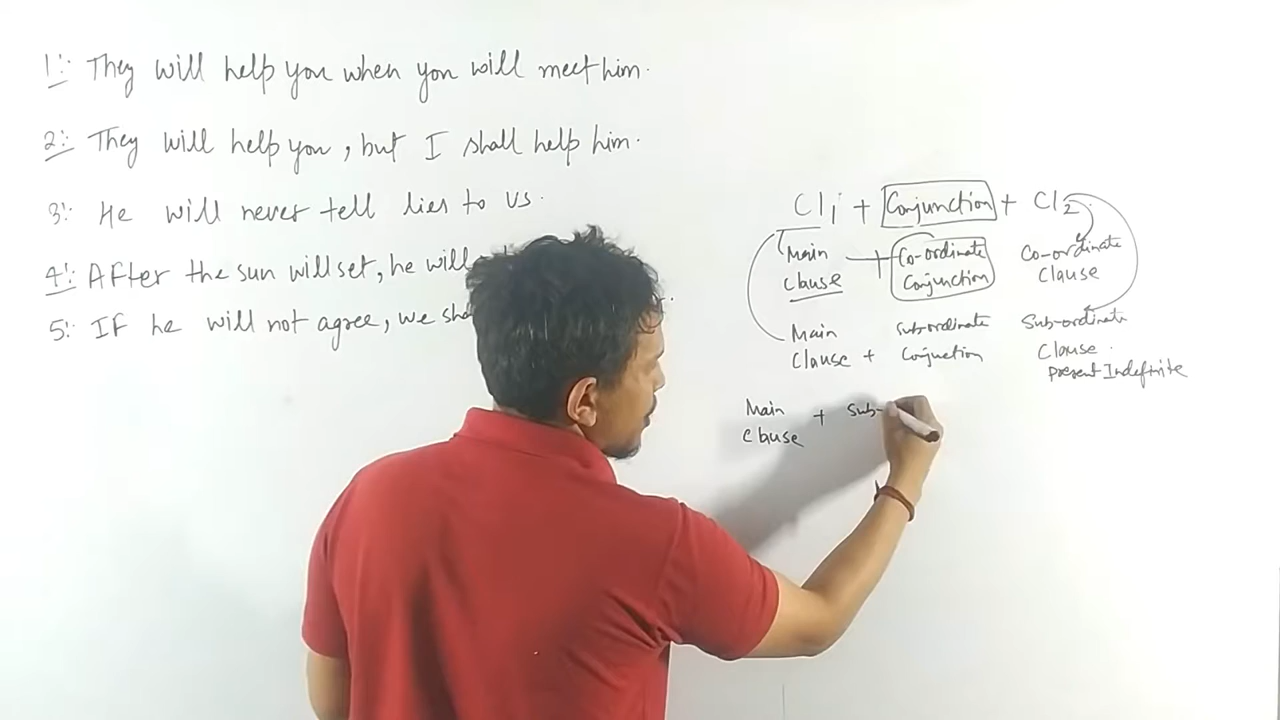 1:- They will help you when you will meet him.
2:- They will help you, but I shall help him.
3:- He will never tell lies to us.
4:- After the sun will set, he will
5:- If he will not agree, we
Cl1 + Conjunction + Cl2
Main Clause + Co-ordinate Conjunction Co-ordinate Clause
Main Clause + Sub-ordinate Conjunction Sub-ordinate Clause.
present Indefinite
Main Clause + Sub-